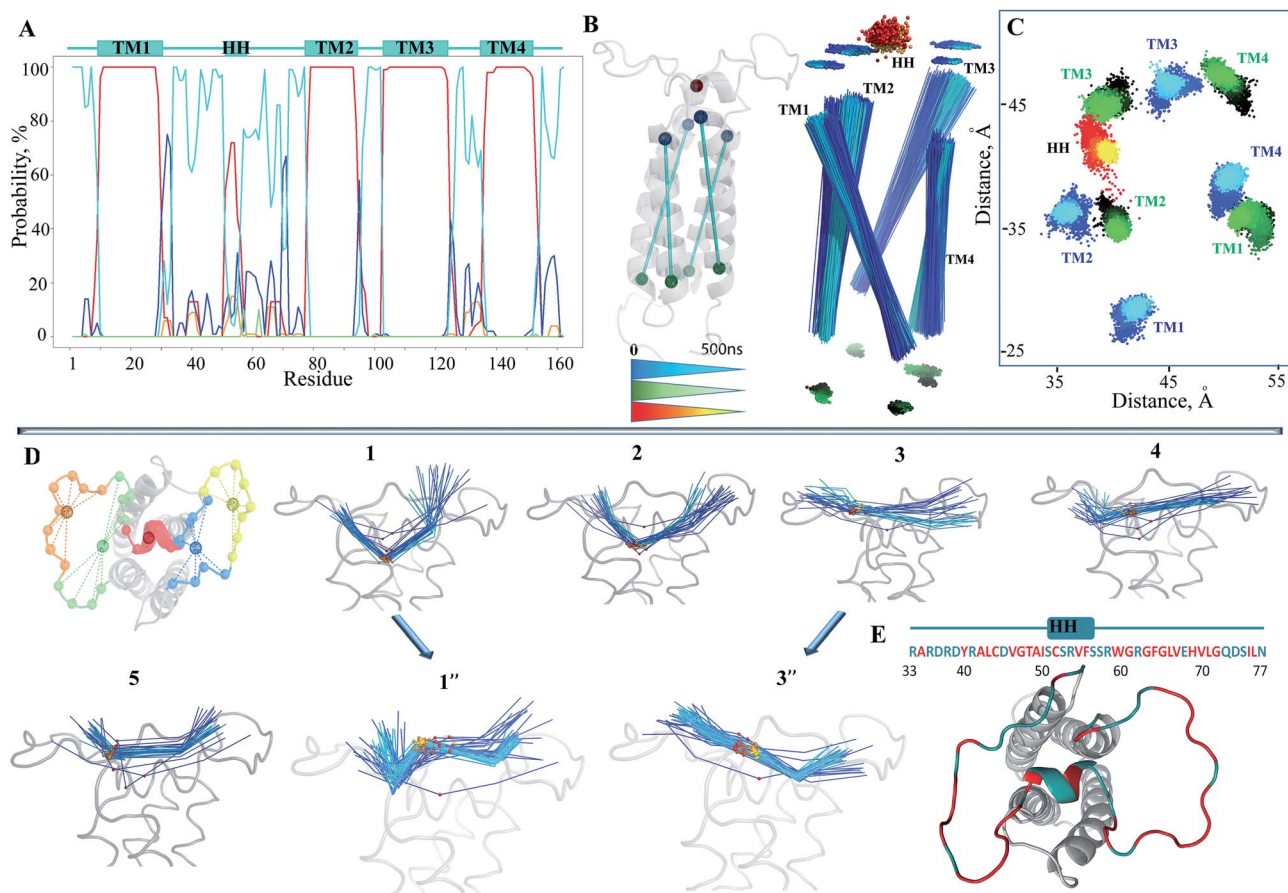 A
TM1 HH TM2 TM3 TM4
Probability, %
100
80
60
40
20
0
1 20 40 60 80 100 120 140 160
Residue
B
HH
TM3
TM2
TM1
TM4
0 500ns
C
TM3
TM4
TM3
HH
TM4
TM2
TM2
TM1
TM1
Distance, Å
-45
-35
-25
35 45 55
Distance, Å
D
1 2 3 4
5 1" 3"
E
HH
RARDRDYRALCDVGTAISCSRVFSSRWGRGFGLVEHVLGQDSILN
33 40 50 60 70 77